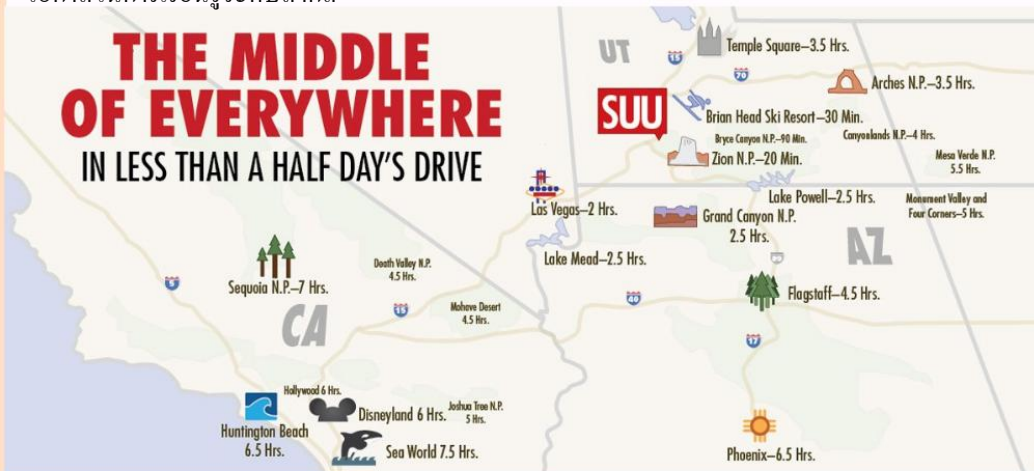 THE MIDDLE
OF EVERYWHERE
IN LESS THAN A HALF DAY'S DRIVE
UT
15
Temple Square–3.5 Hrs.
70
Arches N.P.–3.5 Hrs.
SUU
Brian Head Ski Resort–30 Min.
Bryce Canyon N.P.–90 Min.
Canyonlands N.P.–4 Hrs.
Zion N.P.–20 Min.
Mesa Verde N.P.
5.5 Hrs.
Las Vegas–2 Hrs.
Lake Powell–2.5 Hrs.
Monument Valley and
Four Corners–5 Hrs.
Grand Canyon N.P.
2.5 Hrs.
AZ
Lake Mead–2.5 Hrs.
Death Valley N.P.
4.5 Hrs.
Sequoia N.P.–7 Hrs.
5
15
40
Flagstaff–4.5 Hrs.
Mohave Desert
4.5 Hrs.
CA
17
Hollywood 6 Hrs.
Disneyland 6 Hrs.
Joshua Tree N.P.
5 Hrs.
Huntington Beach
6.5 Hrs.
Sea World 7.5 Hrs.
Phoenix–6.5 Hrs.